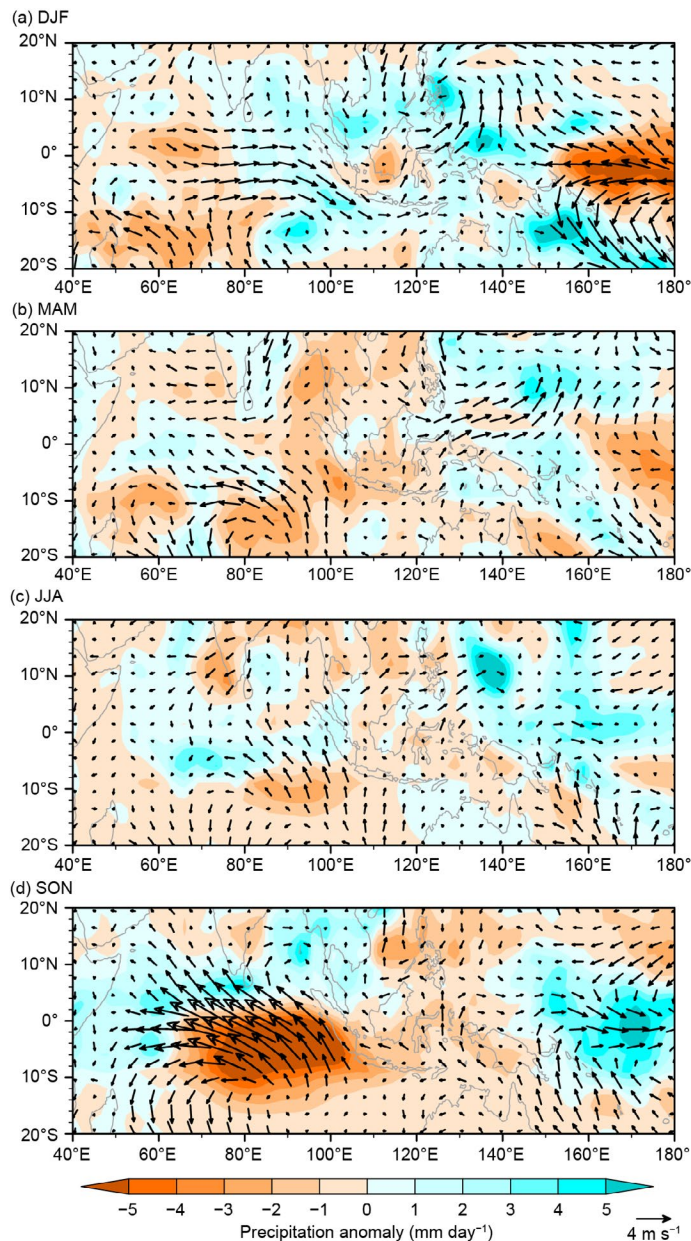 (a) DJF
20°N
10°N
0°
10°S
20°S
40°E 60°E 80°E 100°E 120°E 140°E 160°E 180°
(b) MAM
20°N
10°N
0°
10°S
20°S
40°E 60°E 80°E 100°E 120°E 140°E 160°E 180°
(c) JJA
20°N
10°N
0°
10°S
20°S
40°E 60°E 80°E 100°E 120°E 140°E 160°E 180°
(d) SON
20°N
10°N
0°
10°S
20°S
40°E 60°E 80°E 100°E 120°E 140°E 160°E 180°
−5 −4 −3 −2 −1 0 1 2 3 4 5
Precipitation anomaly (mm day⁻¹) 4 m s⁻¹